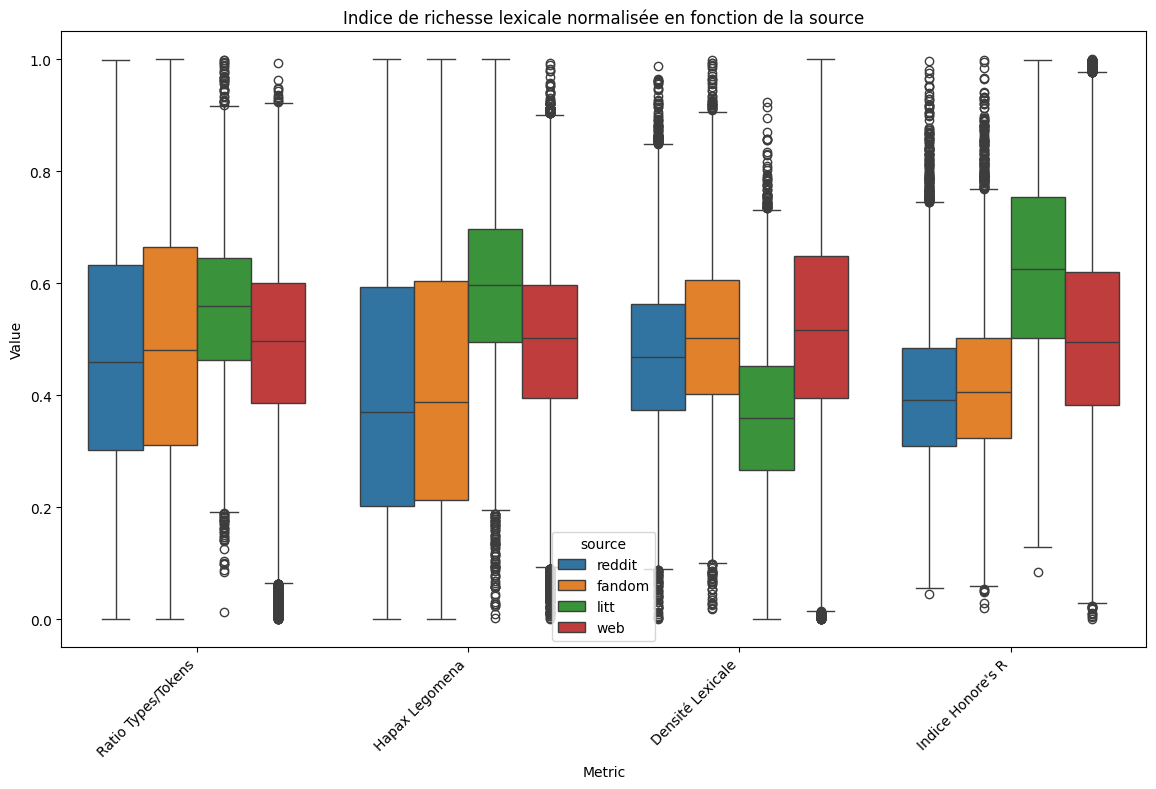 Indice de richesse lexicale normalisée en fonction de la source
Value
1.0
0.8
0.6
0.4
0.2
0.0
source
reddit
fandom
litt
web
Ratio Types/Tokens
Hapax Legomena
Densité Lexicale
Indice Honore's R
Metric